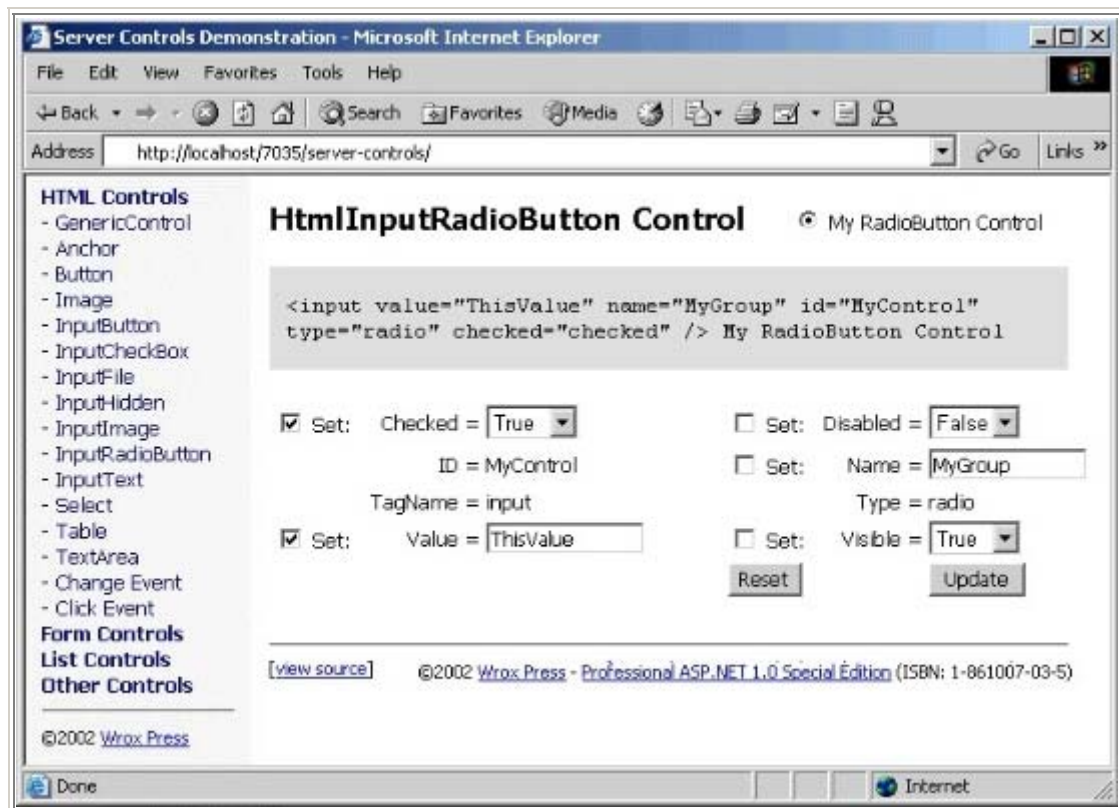 Server Controls Demonstration - Microsoft Internet Explorer
File Edit View Favorites Tools Help
Back Search Favorites Media
Address http://localhost/7035/server-controls/ Go Links »
HTML Controls
- GenericControl
- Anchor
- Button
- Image
- InputButton
- InputCheckBox
- InputFile
- InputHidden
- InputImage
- InputRadioButton
- InputText
- Select
- Table
- TextArea
- Change Event
- Click Event
Form Controls
List Controls
Other Controls
©2002 Wrox Press
HtmlInputRadioButton Control My RadioButton Control
<input value="ThisValue" name="MyGroup" id="MyControl"
type="radio" checked="checked" /> My RadioButton Control
Set: Checked = True Set: Disabled = False
ID = MyControl Set: Name = MyGroup
TagName = input Type = radio
Set: Value = ThisValue Set: Visible = True
Reset Update
[view source] ©2002 Wrox Press - Professional ASP.NET 1.0 Special Edition (ISBN: 1-861007-03-5)
Done Internet